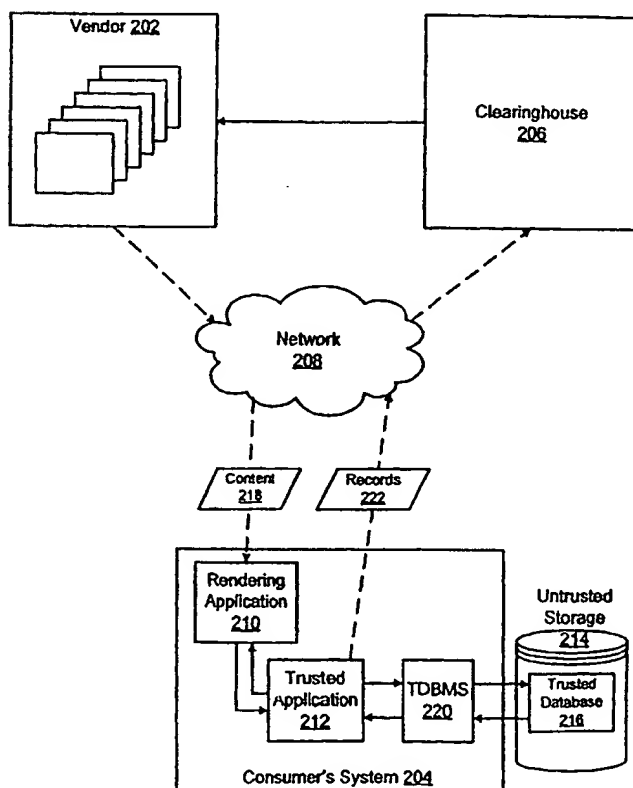 Vendor 202
Clearinghouse
206
Network
208
Content
218
Records
222
Rendering
Application
210
Untrusted
Storage
214
Trusted
Application
212
TDBMS
220
Trusted
Database
216
Consumer's System 204